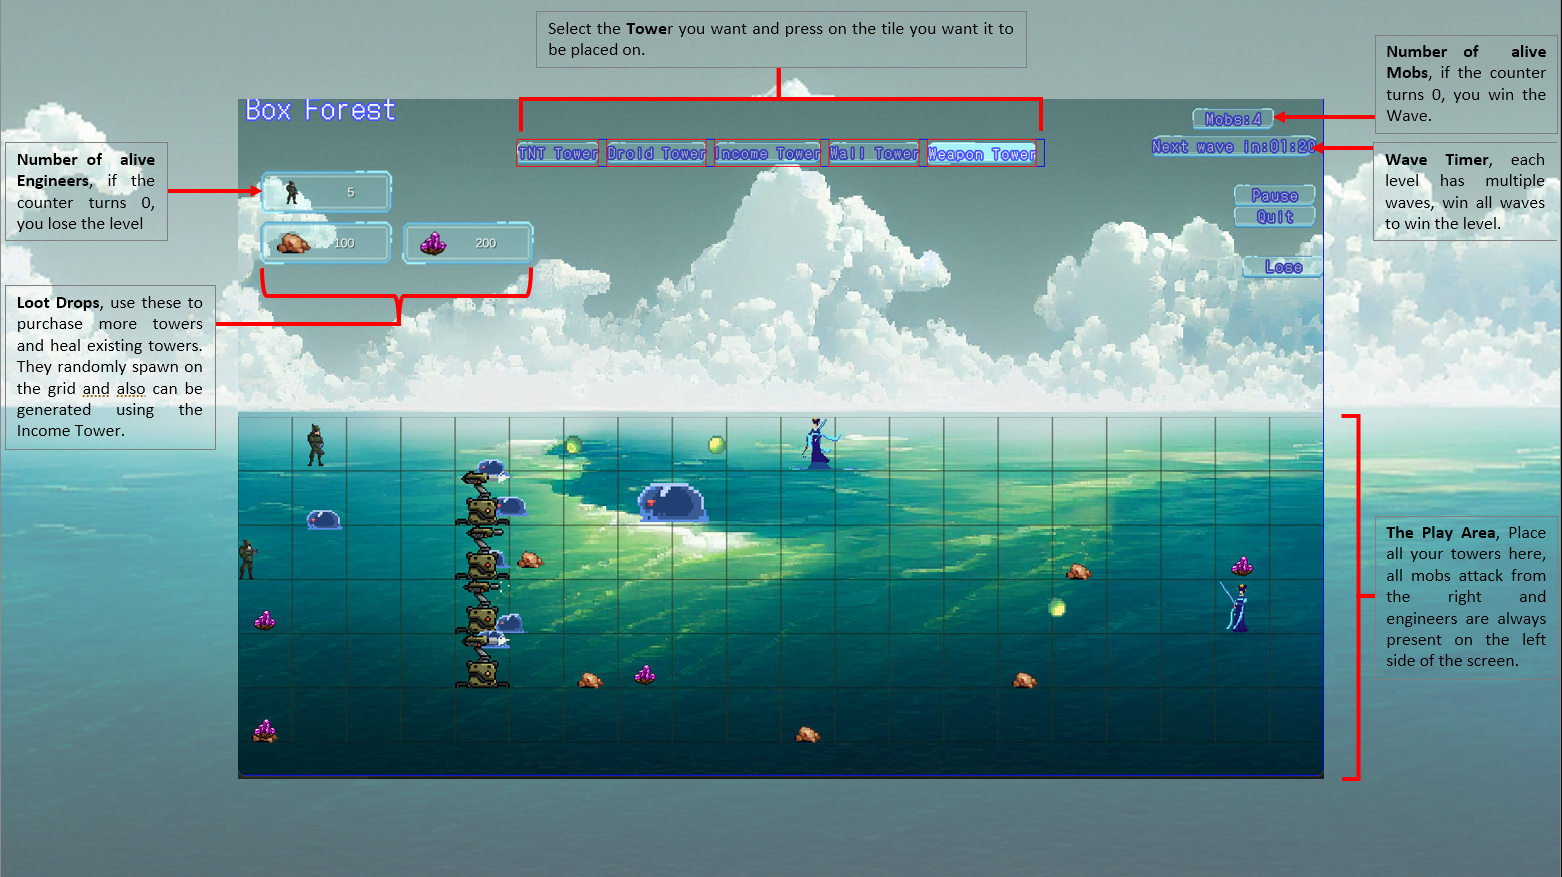 Select the Tower you want and press on the tile you want it to
be placed on.
Number of alive
Mobs, if the counter
turns 0, you win the
Wave.
Box Forest
Mobs:4
Next wave in:01:20
TNT Tower
Droid Tower
Income Tower
Wall Tower
Weapon Tower
Number of alive
Engineers, if the
counter turns 0,
you lose the level
5
100
200
Wave Timer, each
level has multiple
waves, win all waves
to win the level.
Pause
Quit
Lose
Loot Drops, use these to
purchase more towers
and heal existing towers.
They randomly spawn on
the grid and also can be
generated using the
Income Tower.
The Play Area, Place
all your towers here,
all mobs attack from
the right and
engineers are always
present on the left
side of the screen.